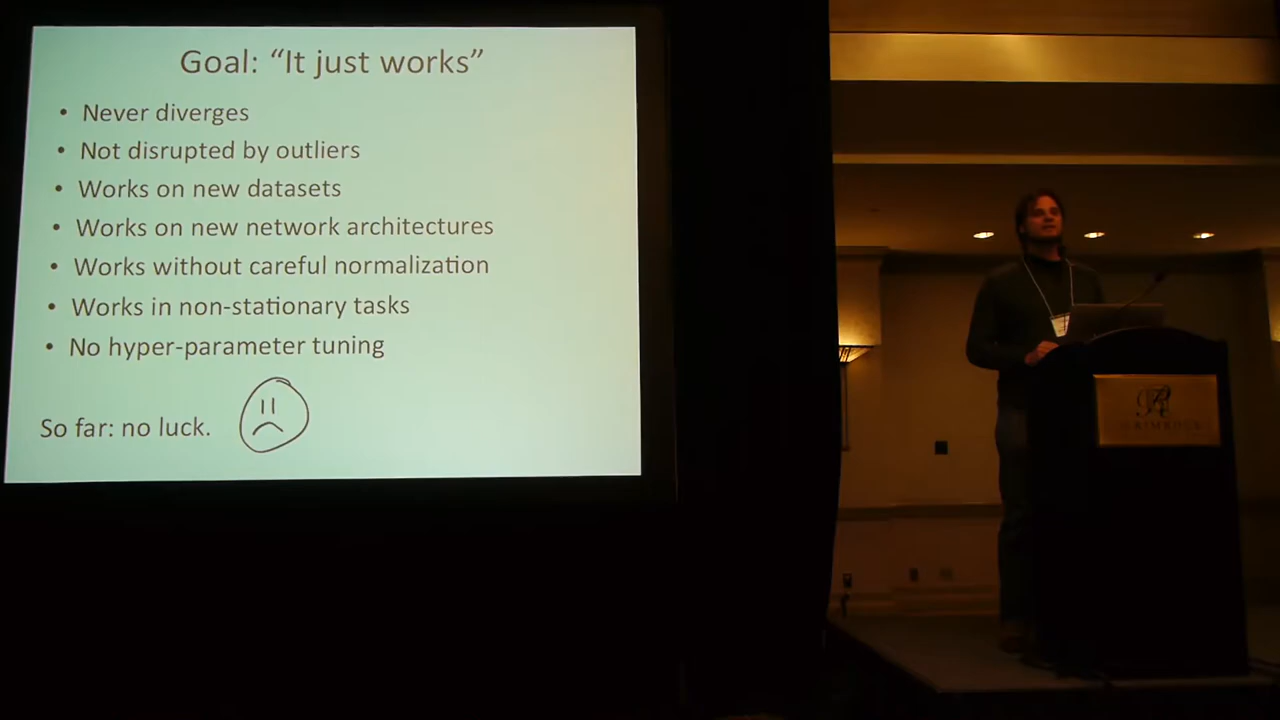 Goal: “It just works”
• Never diverges
• Not disrupted by outliers
• Works on new datasets
• Works on new network architectures
• Works without careful normalization
• Works in non-stationary tasks
• No hyper-parameter tuning
So far: no luck.